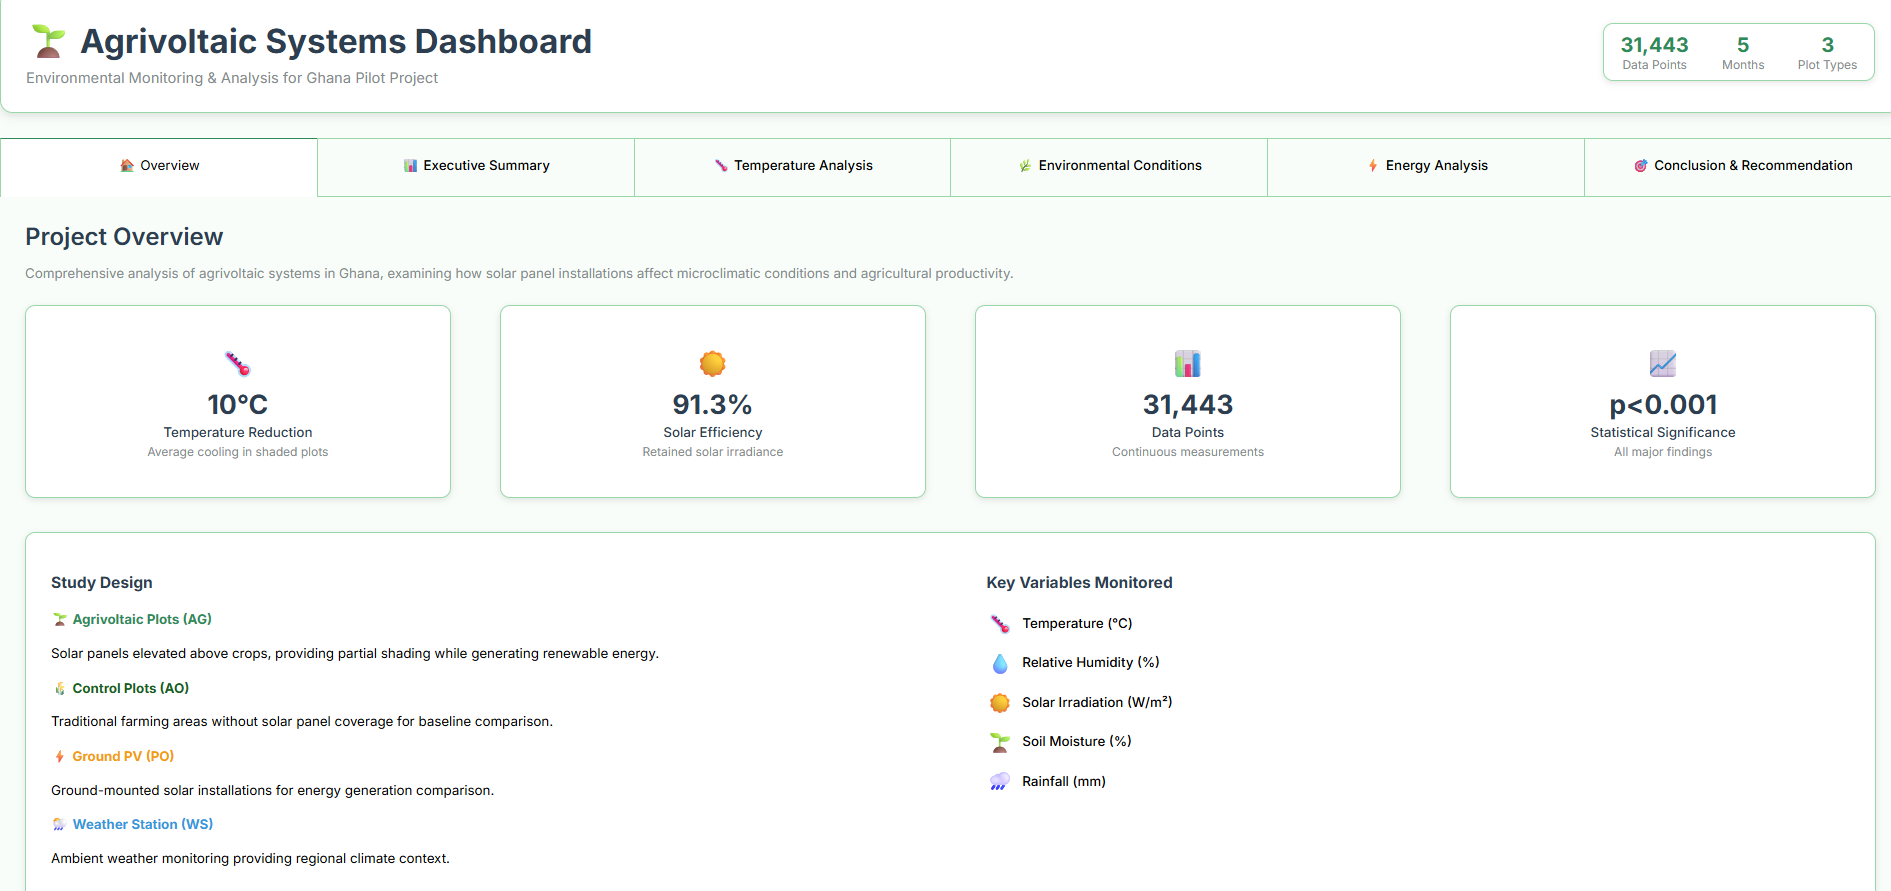 Agrivoltaic Systems Dashboard
Environmental Monitoring & Analysis for Ghana Pilot Project
31,443
Data Points
5
Months
3
Plot Types
Overview
Executive Summary
Temperature Analysis
Environmental Conditions
Energy Analysis
Conclusion & Recommendation
Project Overview
Comprehensive analysis of agrivoltaic systems in Ghana, examining how solar panel installations affect microclimatic conditions and agricultural productivity.
10°C
Temperature Reduction
Average cooling in shaded plots
91.3%
Solar Efficiency
Retained solar irradiance
31,443
Data Points
Continuous measurements
p<0.001
Statistical Significance
All major findings
Study Design
Agrivoltaic Plots (AG)
Solar panels elevated above crops, providing partial shading while generating renewable energy.
Control Plots (AO)
Traditional farming areas without solar panel coverage for baseline comparison.
Ground PV (PO)
Ground-mounted solar installations for energy generation comparison.
Weather Station (WS)
Ambient weather monitoring providing regional climate context.
Key Variables Monitored
Temperature (°C)
Relative Humidity (%)
Solar Irradiation (W/m²)
Soil Moisture (%)
Rainfall (mm)